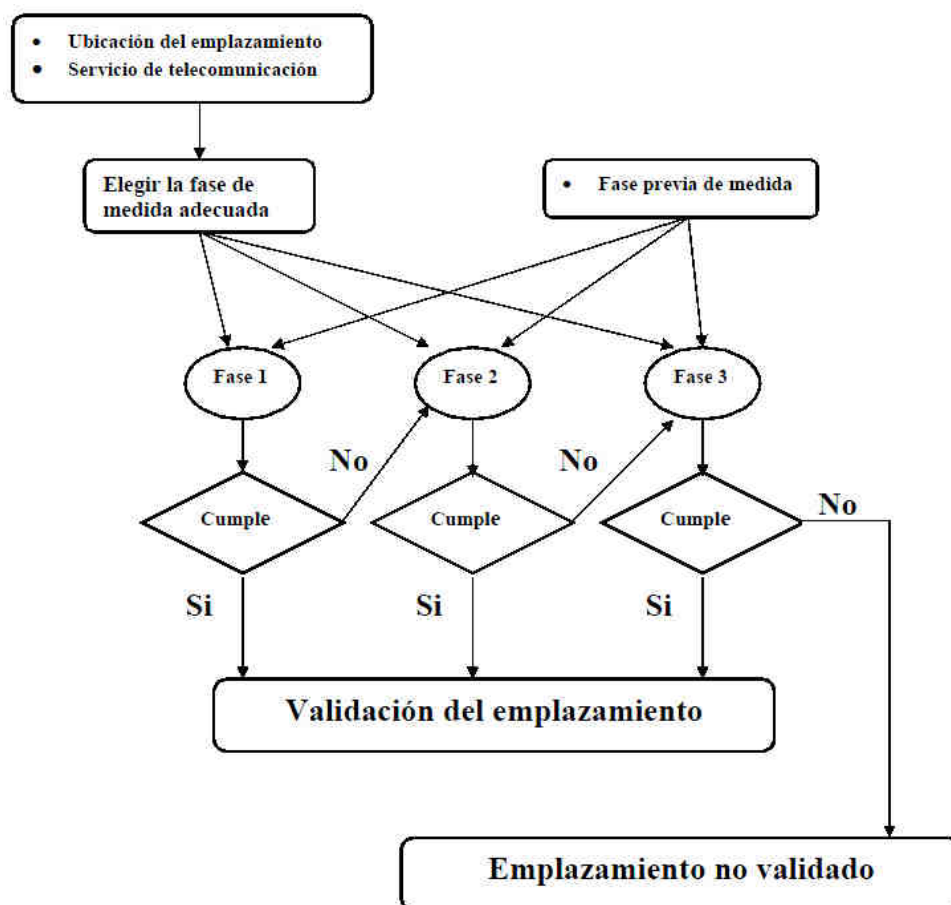 • Ubicación del emplazamiento
• Servicio de telecomunicación
Elegir la fase de
medida adecuada
• Fase previa de medida
Fase 1
Fase 2
Fase 3
No
No
No
Cumple
Cumple
Cumple
Si
Si
Si
Validación del emplazamiento
Emplazamiento no validado